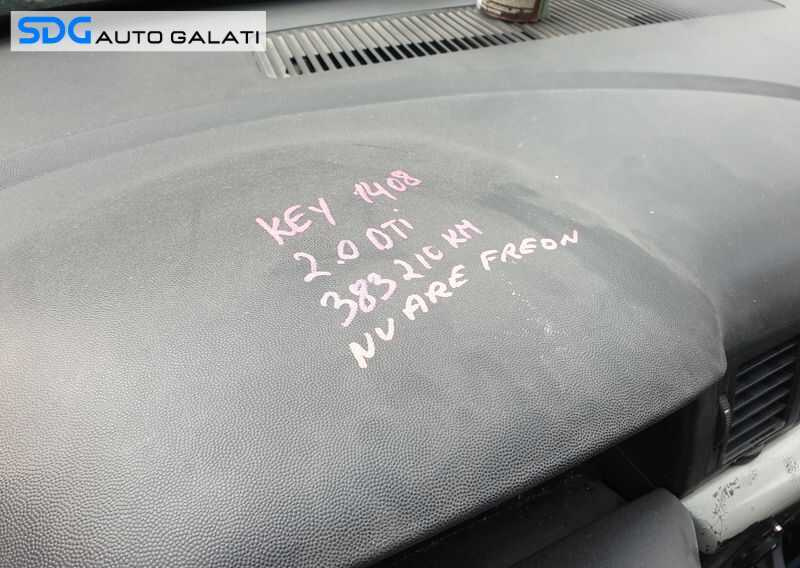 SDG AUTO GALATI
KEY 1408
2.0 DTi
383210 KM
NU ARE FREON